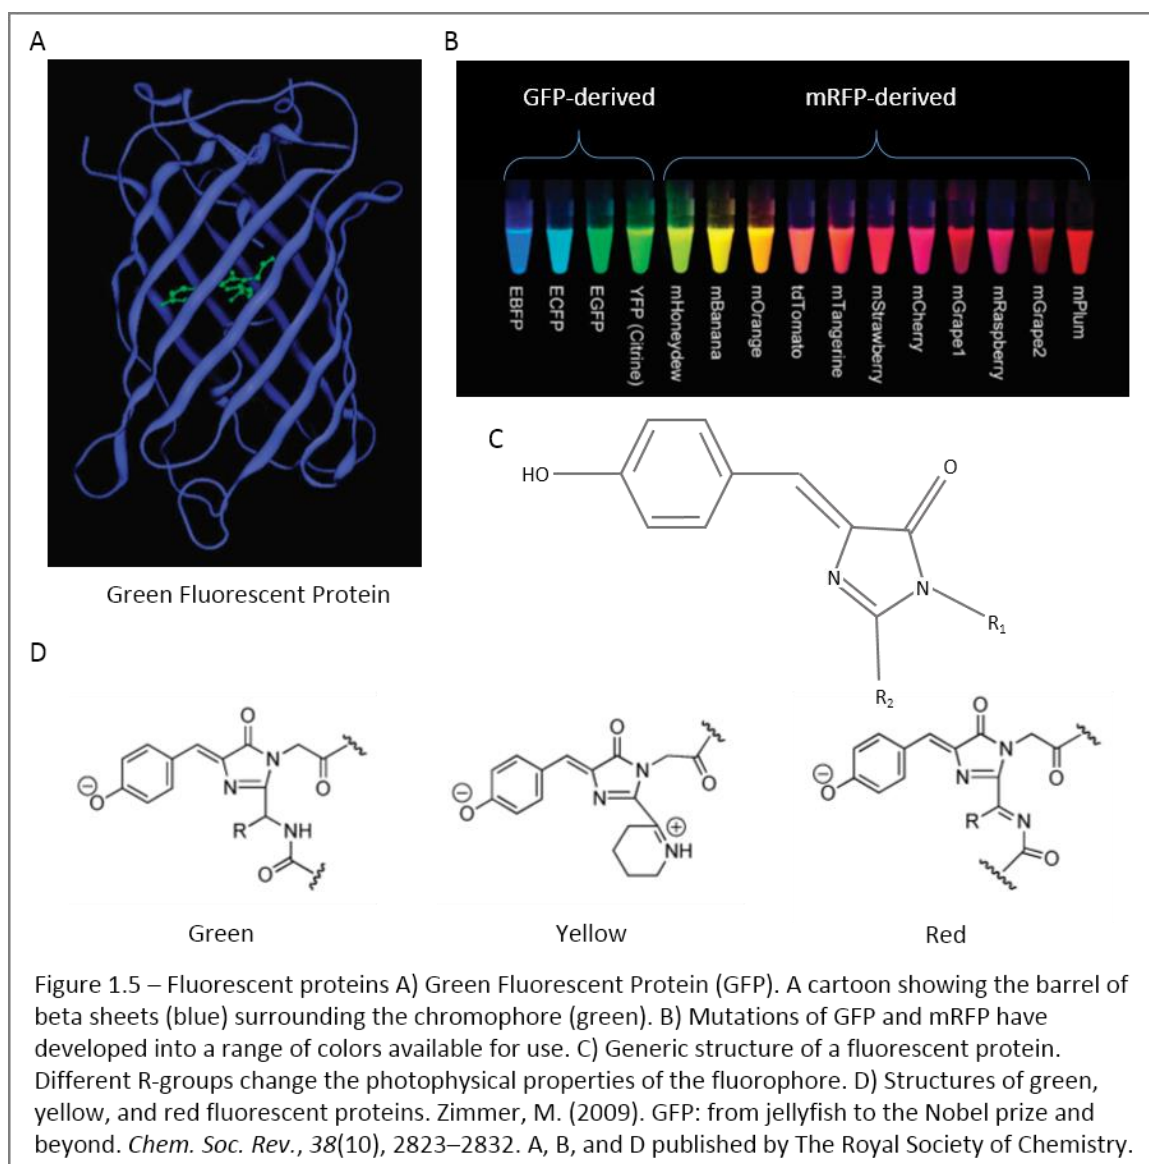 A
Green Fluorescent Protein
B
GFP-derived
mRFP-derived
EBFP
ECFP
EGFP
YFP (Citrine)
mHoneydew
mBanana
mOrange
tdTomato
mTangerine
mStrawberry
mCherry
mGrape1
mRaspberry
mGrape2
mPlum
C
HO
O
N
N
R1
R2
D
O
N
N
O
⊖
O
R
NH
O
Green
O
N
N
O
⊖
O
⊕
NH
Yellow
O
N
N
O
⊖
O
R
N
O
Red
Figure 1.5 – Fluorescent proteins A) Green Fluorescent Protein (GFP). A cartoon showing the barrel of
beta sheets (blue) surrounding the chromophore (green). B) Mutations of GFP and mRFP have
developed into a range of colors available for use. C) Generic structure of a fluorescent protein.
Different R-groups change the photophysical properties of the fluorophore. D) Structures of green,
yellow, and red fluorescent proteins. Zimmer, M. (2009). GFP: from jellyfish to the Nobel prize and
beyond. Chem. Soc. Rev., 38(10), 2823–2832. A, B, and D published by The Royal Society of Chemistry.